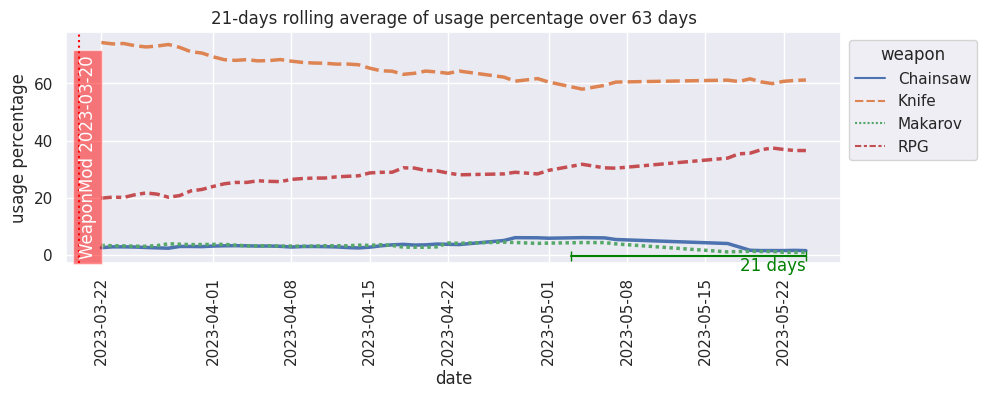 21-days rolling average of usage percentage over 63 days
usage percentage
60
40
20
0
WeaponMod 2023-03-20
21 days
2023-03-22
2023-04-01
2023-04-08
2023-04-15
2023-04-22
2023-05-01
2023-05-08
2023-05-15
2023-05-22
date
weapon
Chainsaw
Knife
Makarov
RPG